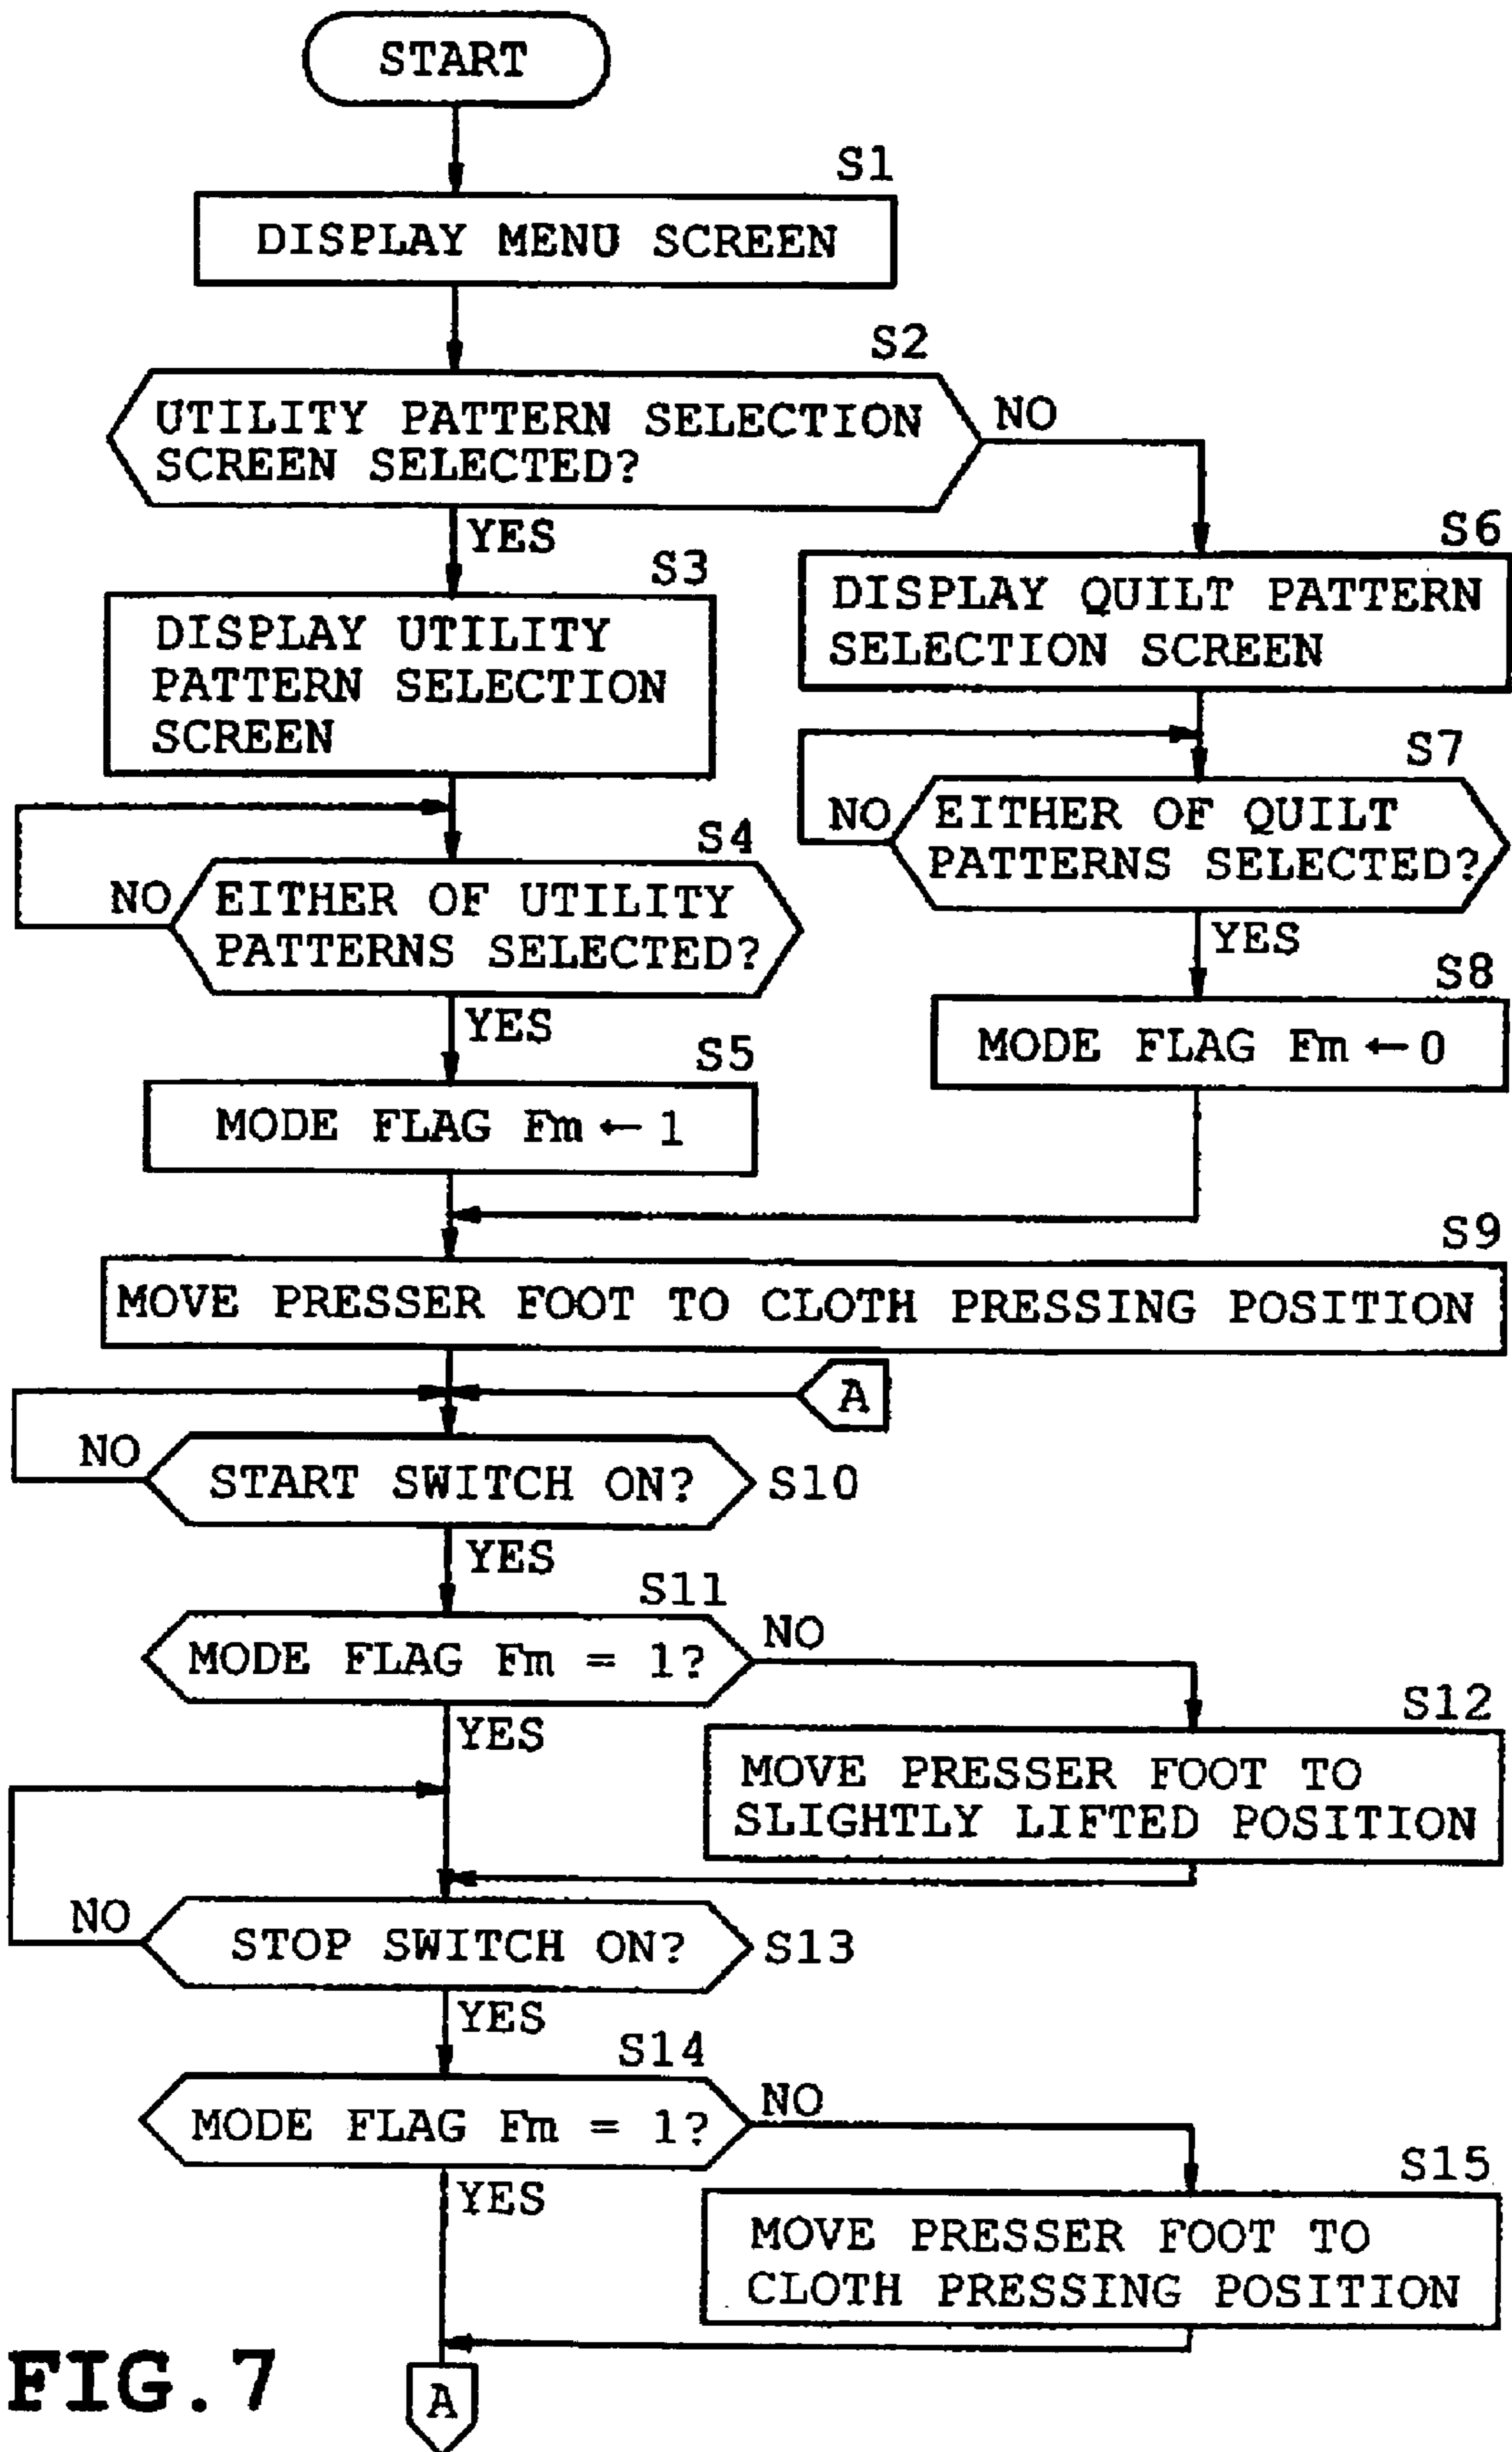 START
S1
DISPLAY MENU SCREEN
S2
UTILITY PATTERN SELECTION
SCREEN SELECTED?
NO
YES
S3
DISPLAY UTILITY
PATTERN SELECTION
SCREEN
S6
DISPLAY QUILT PATTERN
SELECTION SCREEN
S7
NO
EITHER OF QUILT
PATTERNS SELECTED?
YES
S4
NO
EITHER OF UTILITY
PATTERNS SELECTED?
YES
S8
MODE FLAG Fm ← 0
S5
MODE FLAG Fm ← 1
S9
MOVE PRESSER FOOT TO CLOTH PRESSING POSITION
A
NO
START SWITCH ON?
S10
YES
S11
MODE FLAG Fm = 1?
NO
YES
S12
MOVE PRESSER FOOT TO
SLIGHTLY LIFTED POSITION
NO
STOP SWITCH ON?
S13
YES
S14
MODE FLAG Fm = 1?
NO
YES
S15
MOVE PRESSER FOOT TO
CLOTH PRESSING POSITION
A
FIG. 7